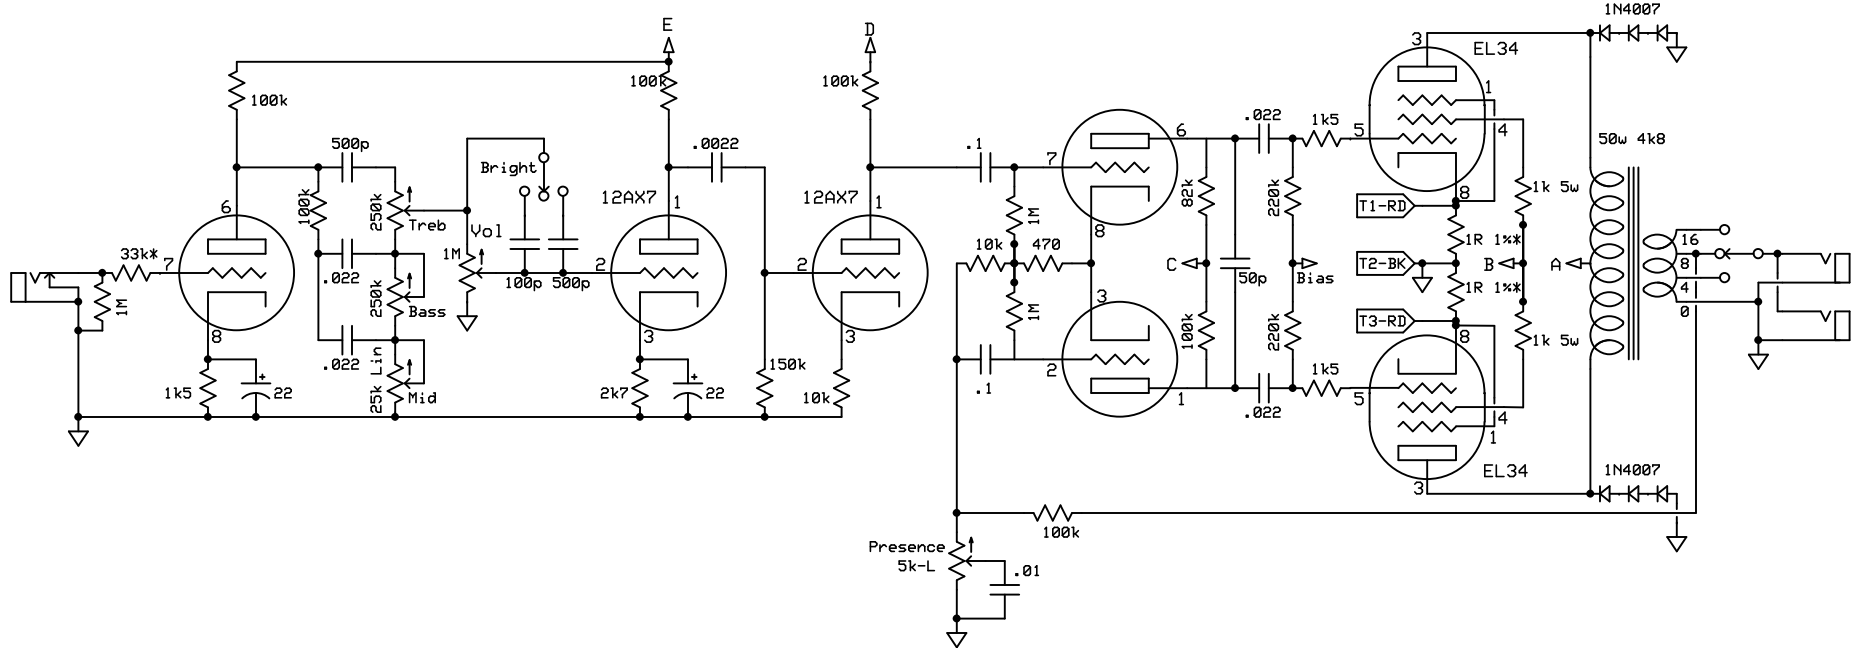 E
100k
100k
500p
100k
250k
Treb
Bright
Vol
1M
100p
500p
12AX7
1
2
3
.0022
6
33k*
7
1M
8
1k5
+
22
.022
250k
Bass
.022
25k Lin
Mid
2k7
+
22
150k
D
100k
12AX7
1
2
3
10k
.1
7
6
8
1M
10k
470
3
1M
2
.1
1
C
82k
100k
50p
.022
220k
Bias
220k
.022
1k5
5
1k5
5
3
EL34
1
4
8
T1-RD
1R 1%*
T2-BK
1R 1%*
T3-RD
8
4
1
3
EL34
1k 5w
B
1k 5w
A
1N4007
50w 4k8
16
8
4
0
1N4007
100k
Presence
5k-L
.01